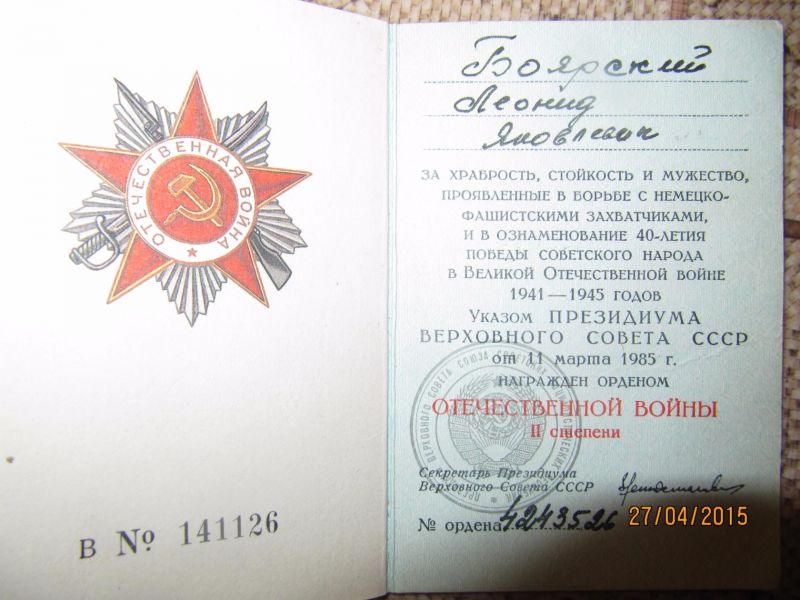 ОТЕЧЕСТВЕННАЯ ВОЙНА
В № 141126
Боярский
Леонид
Яковлевич
ЗА ХРАБРОСТЬ, СТОЙКОСТЬ И МУЖЕСТВО,
ПРОЯВЛЕННЫЕ В БОРЬБЕ С НЕМЕЦКО-
ФАШИСТСКИМИ ЗАХВАТЧИКАМИ,
И В ОЗНАМЕНОВАНИЕ 40-ЛЕТИЯ
ПОБЕДЫ СОВЕТСКОГО НАРОДА
В ВЕЛИКОЙ ОТЕЧЕСТВЕННОЙ ВОЙНЕ
1941—1945 ГОДОВ
УКАЗОМ ПРЕЗИДИУМА
ВЕРХОВНОГО СОВЕТА СССР
от 11 марта 1985 г.
НАГРАЖДЕН ОРДЕНОМ
ОТЕЧЕСТВЕННОЙ ВОЙНЫ
II степени
Секретарь Президиума
Верховного Совета СССР
№ ордена 4243526
27/04/2015